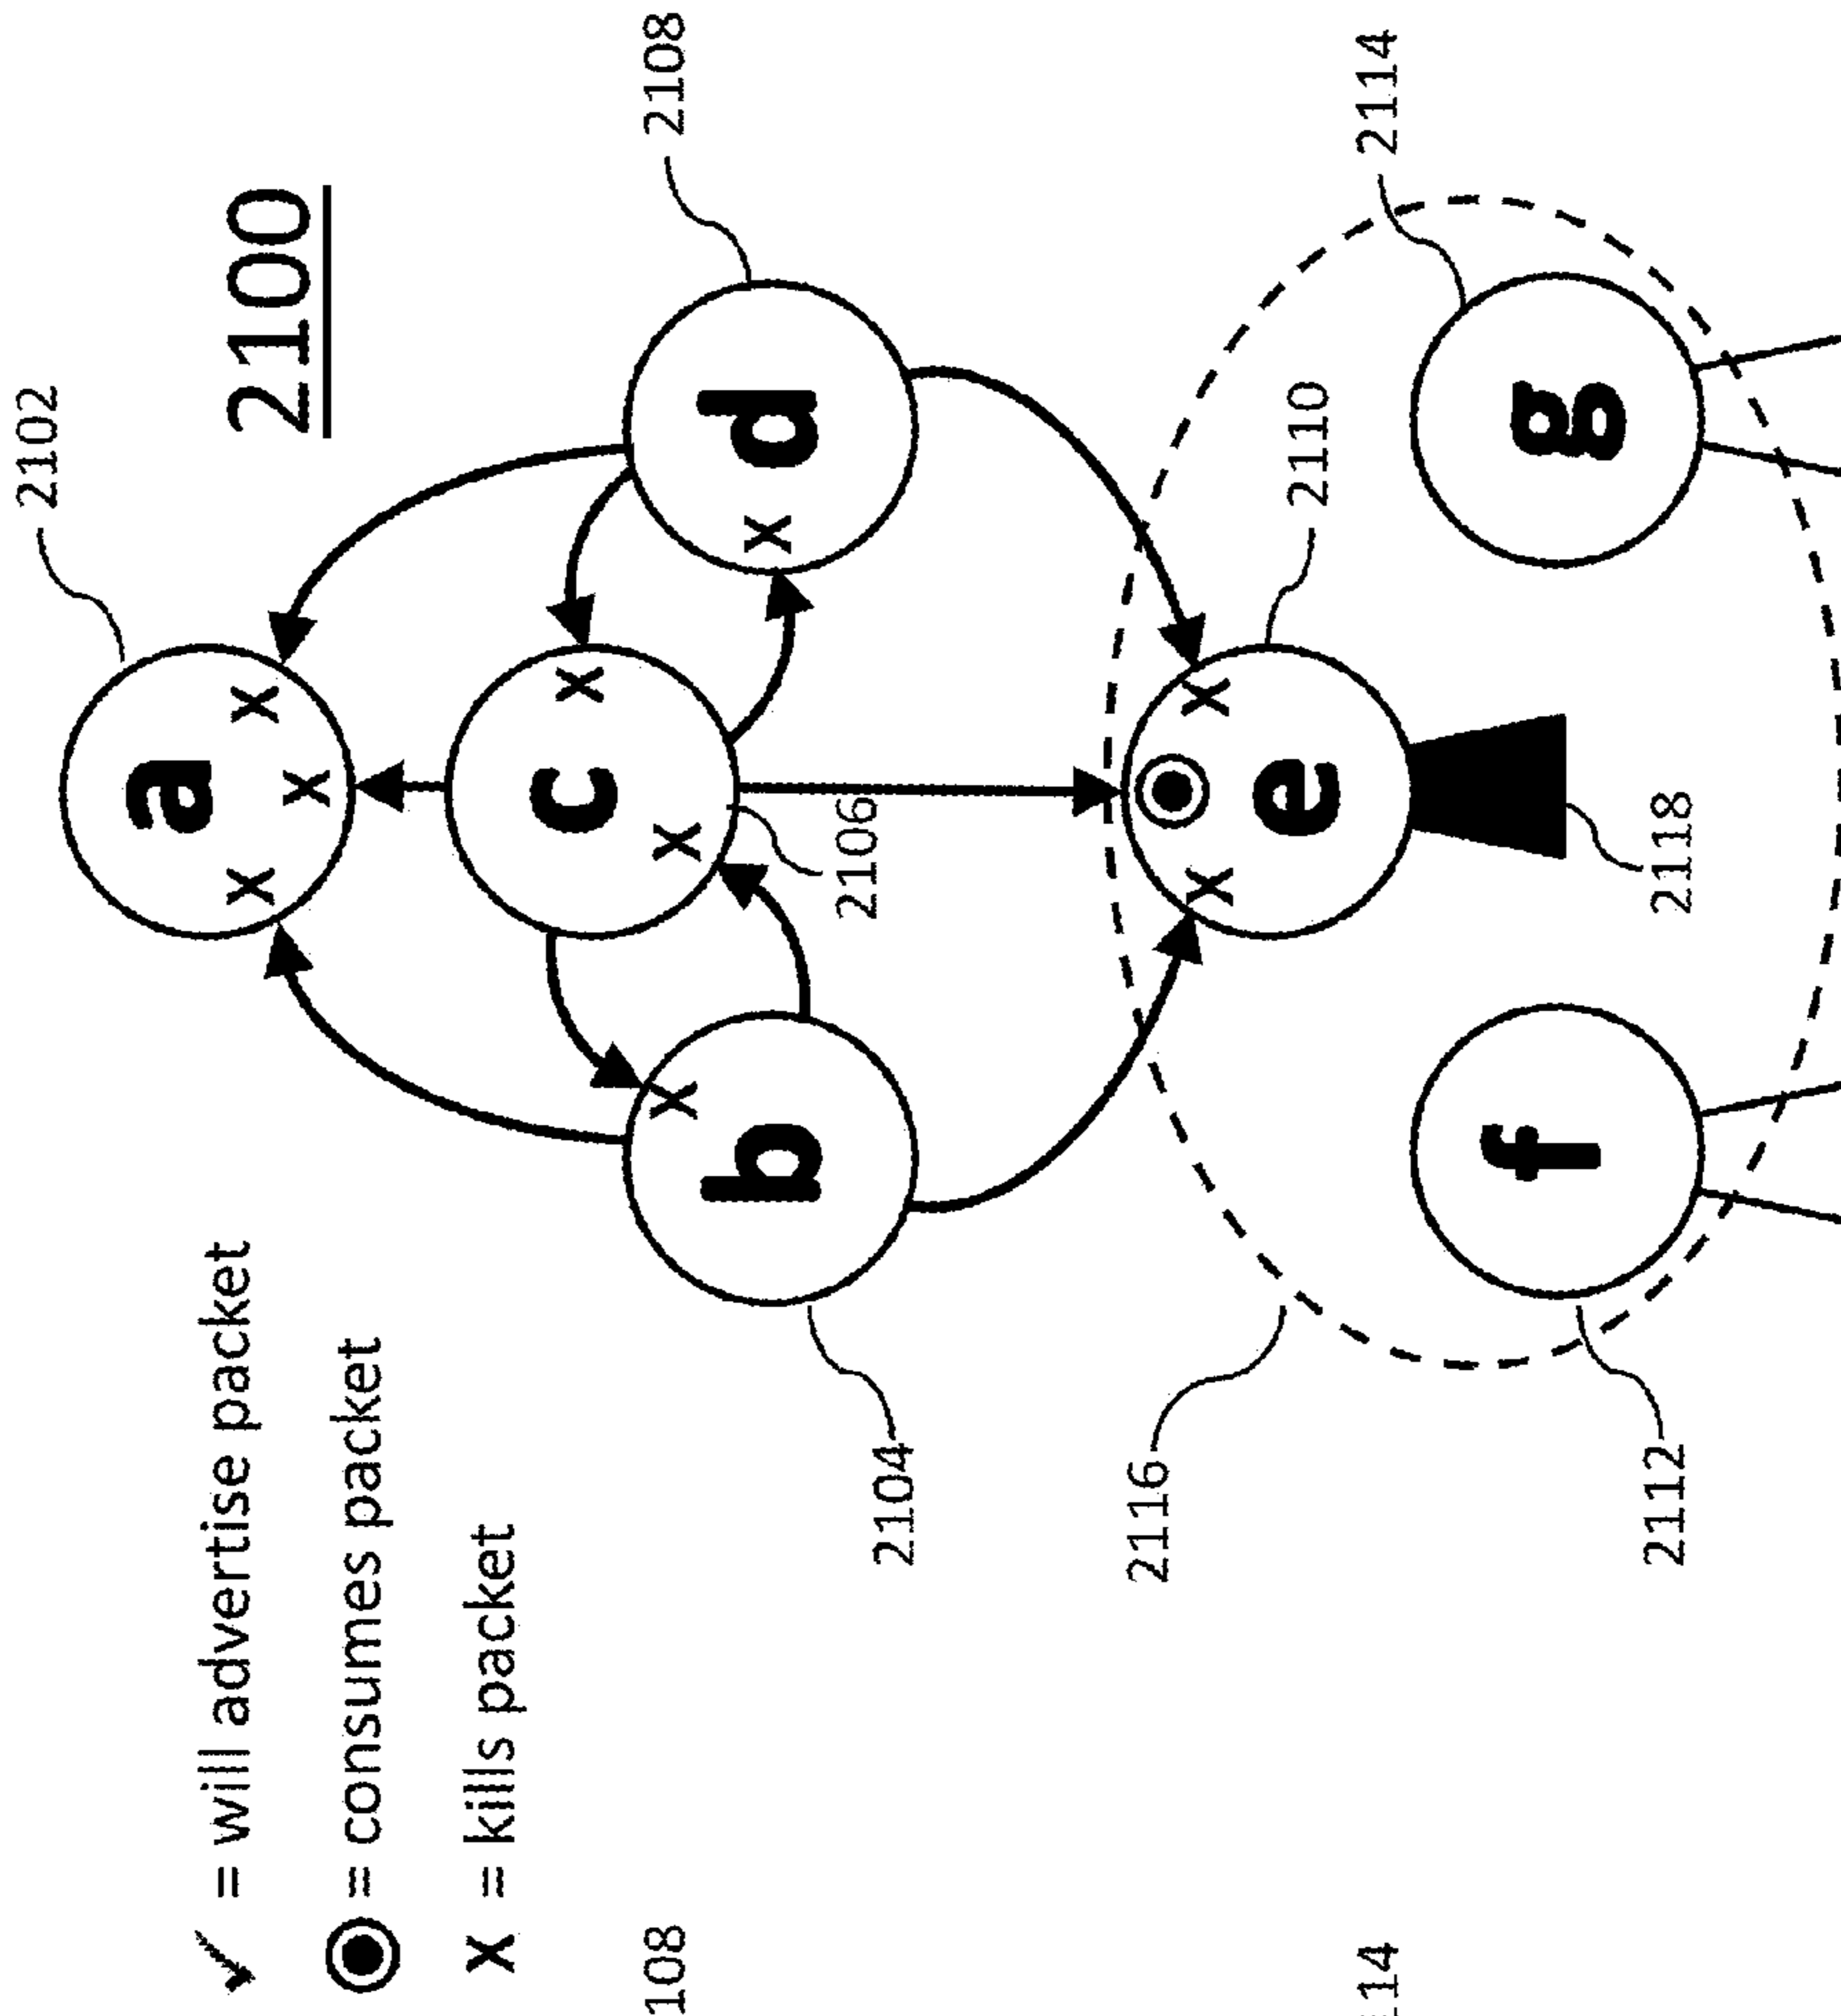 2102
✓ = will advertise packet
a
x x x
2100
= consumes packet
x = kills packet
108
2108
b
x
c
x x
d
x
2104
2106
2116
x x
e
2110
114
2114
f
g
2112
2118